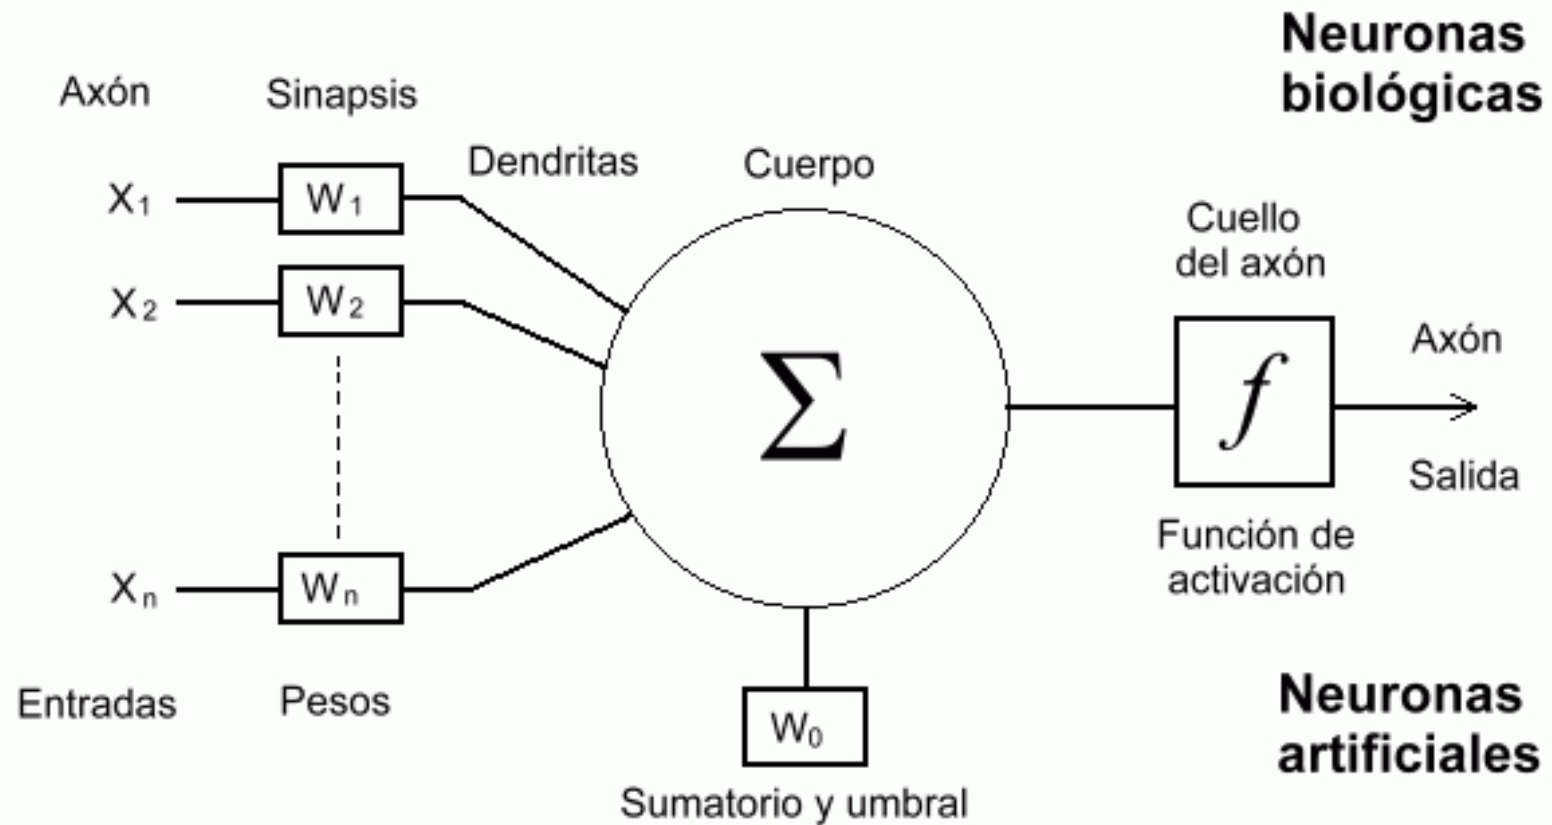 Neuronas
biológicas
Axón
Sinapsis
Dendritas
Cuerpo
X1
W1
X2
W2
Cuello
del axón
Σ
f
Axón
Salida
Función de
activación
Xn
Wn
Entradas
Pesos
W0
Sumatorio y umbral
Neuronas
artificiales